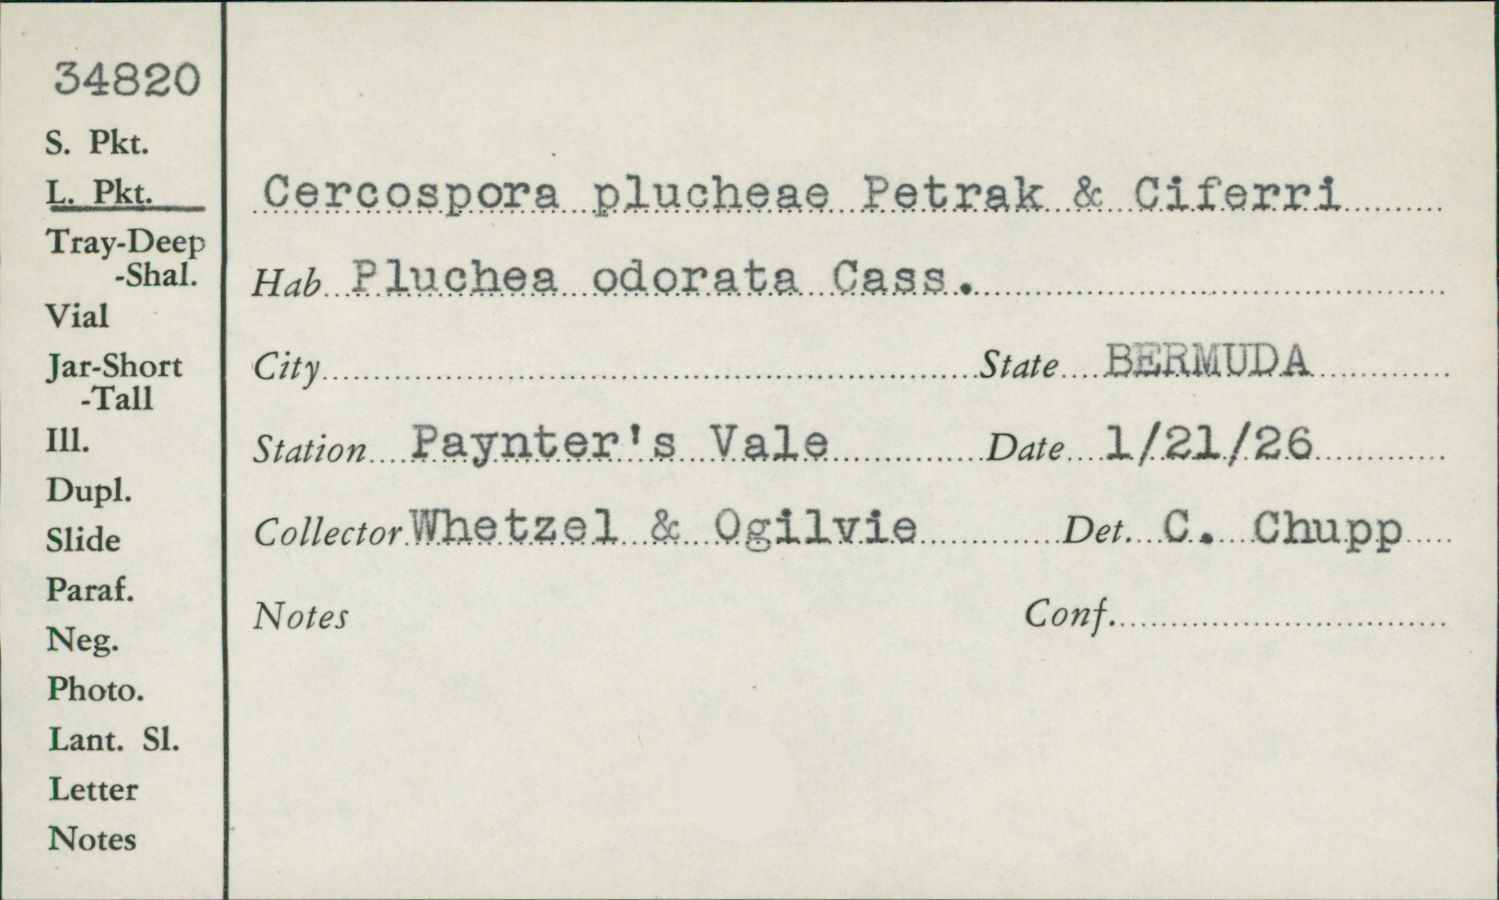 34820
S. Pkt.
L. Pkt.
Tray-Deep
-Shal.
Vial
Jar-Short
-Tall
Ill.
Dupl.
Slide
Paraf.
Neg.
Photo.
Lant. Sl.
Letter
Notes
Cercospora plucheae Petrak & Ciferri
Hab Pluchea odorata Cass.
City State BERMUDA
Station Paynter's Vale Date 1/21/26
Collector Whetzel & Ogilvie Det. C. Chupp
Notes Conf.